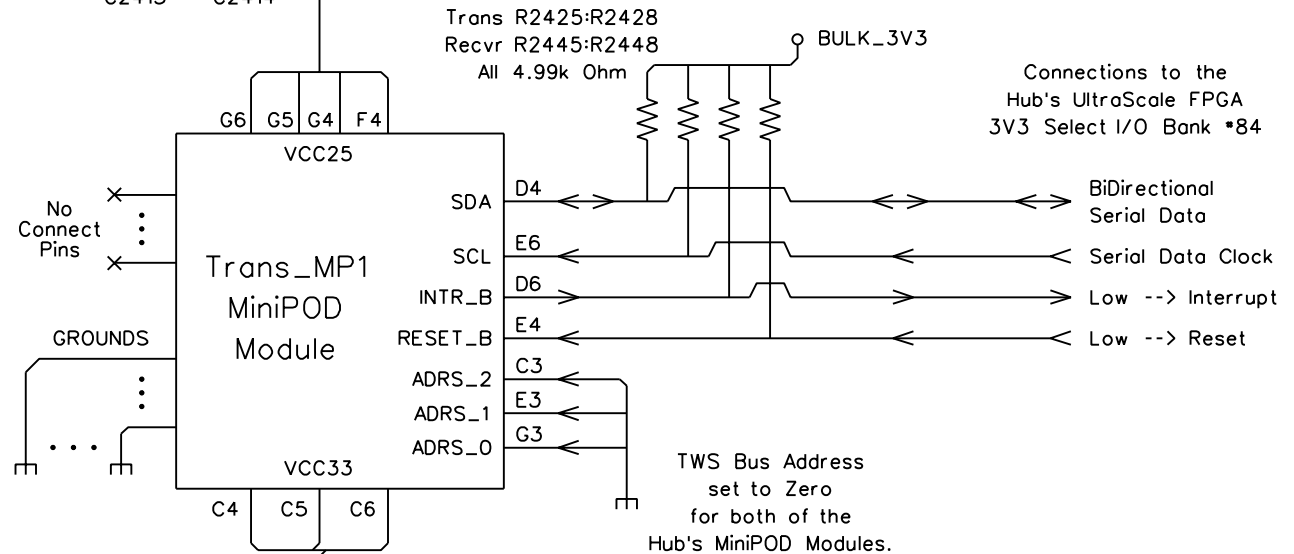 Trans R2425:R2428
Recvr R2445:R2448
All 4.99k Ohm
BULK_3V3
Connections to the
Hub's UltraScale FPGA
3V3 Select I/O Bank #84
G6 G5 G4 F4
VCC25
No
Connect
Pins
Trans_MP1
MiniPOD
Module
GROUNDS
SDA D4
BiDirectional
Serial Data
SCL E6
Serial Data Clock
INTR_B D6
Low --> Interrupt
RESET_B E4
Low --> Reset
ADRS_2 C3
ADRS_1 E3
ADRS_0 G3
VCC33
C4 C5 C6
TWS Bus Address
set to Zero
for both of the
Hub's MiniPOD Modules.